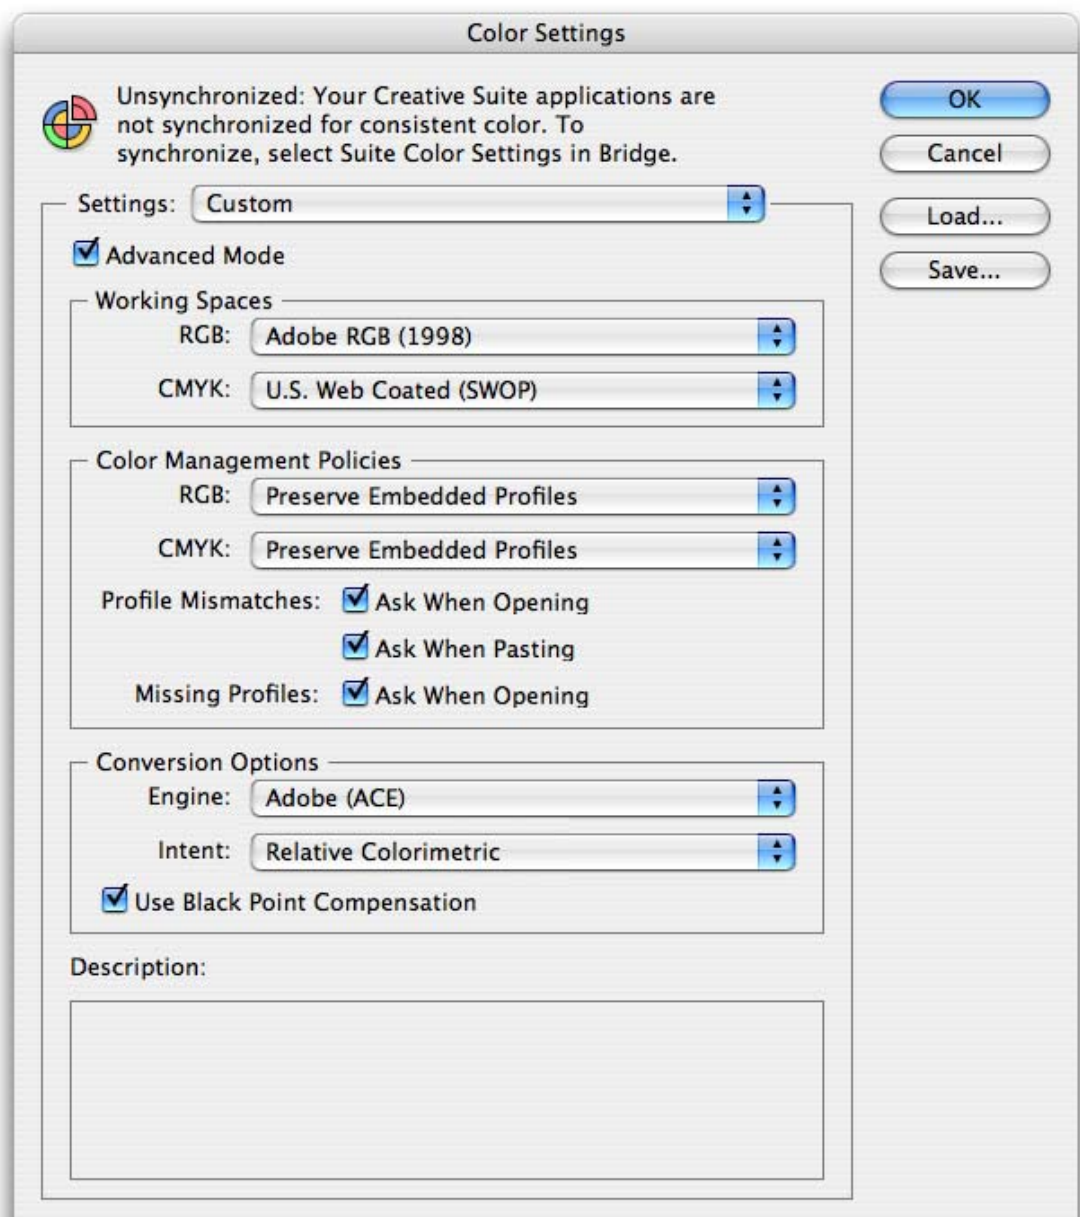 Color Settings
Unsynchronized: Your Creative Suite applications are
not synchronized for consistent color. To
synchronize, select Suite Color Settings in Bridge.
OK
Cancel
Load...
Save...
Settings: Custom
Advanced Mode
Working Spaces
RGB: Adobe RGB (1998)
CMYK: U.S. Web Coated (SWOP)
Color Management Policies
RGB: Preserve Embedded Profiles
CMYK: Preserve Embedded Profiles
Profile Mismatches: Ask When Opening
Ask When Pasting
Missing Profiles: Ask When Opening
Conversion Options
Engine: Adobe (ACE)
Intent: Relative Colorimetric
Use Black Point Compensation
Description: